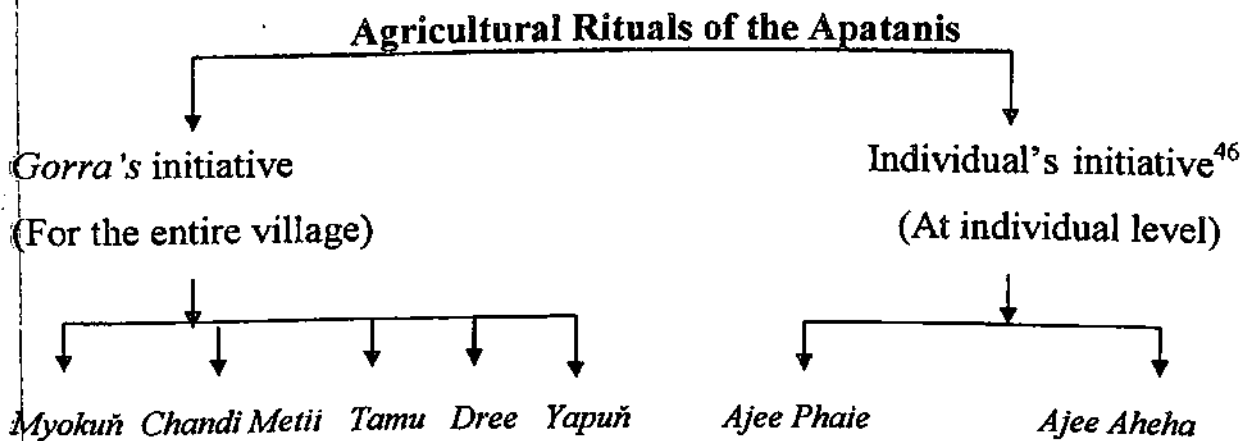 Agricultural Rituals of the Apatanis
Gorra's initiative
(For the entire village)
Individual's initiative46
(At individual level)
Myokuň Chandi Metii Tamu Dree Yapuň Ajee Phaie Ajee Aheha